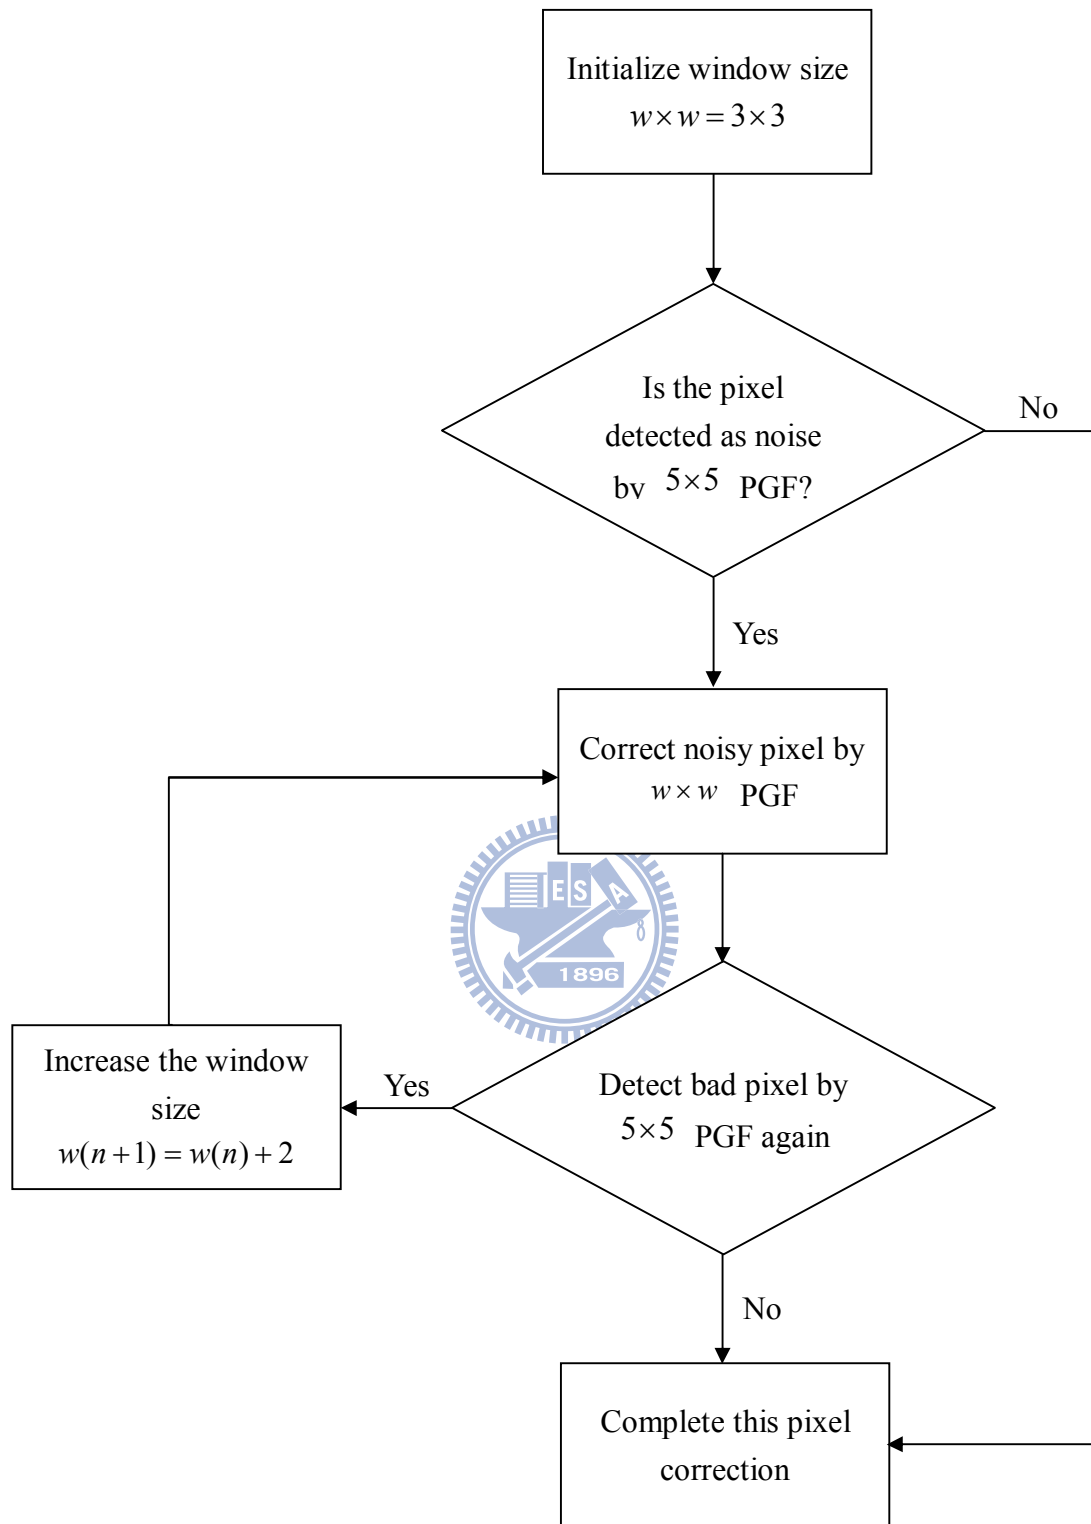 Initialize window size
w × w = 3 × 3
Is the pixel
detected as noise
by 5×5 PGF?
No
Yes
Correct noisy pixel by
w × w PGF
E S A
1896
Increase the window
size
w(n+1) = w(n)+2
Yes
Detect bad pixel by
5×5 PGF again
No
Complete this pixel
correction